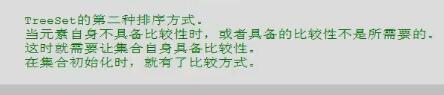 TreeSet的第二种排序方式。
当元素自身不具备比较性时，或者具备的比较性不是所需要的。
这时就需要让集合自身具备比较性。
在集合初始化时，就有了比较方式。